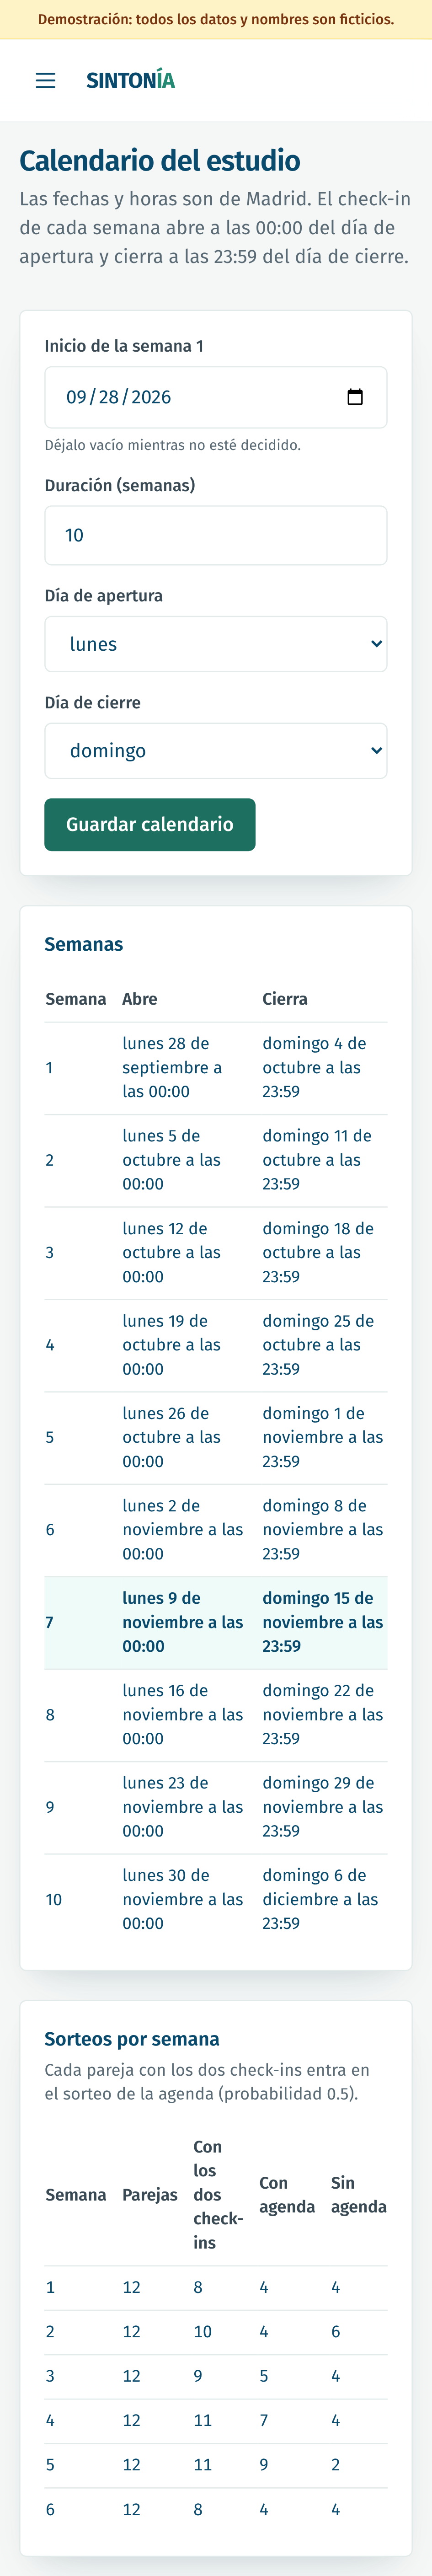 Demostración: todos los datos y nombres son ficticios.
SINTONÍA
Calendario del estudio
Las fechas y horas son de Madrid. El check-in
de cada semana abre a las 00:00 del día de
apertura y cierra a las 23:59 del día de cierre.
Inicio de la semana 1
09/28/2026
Déjalo vacío mientras no esté decidido.
Duración (semanas)
10
Día de apertura
lunes
Día de cierre
domingo
Guardar calendario
Semanas
Semana Abre Cierra
1 lunes 28 de septiembre a las 00:00 domingo 4 de octubre a las 23:59
2 lunes 5 de octubre a las 00:00 domingo 11 de octubre a las 23:59
3 lunes 12 de octubre a las 00:00 domingo 18 de octubre a las 23:59
4 lunes 19 de octubre a las 00:00 domingo 25 de octubre a las 23:59
5 lunes 26 de octubre a las 00:00 domingo 1 de noviembre a las 23:59
6 lunes 2 de noviembre a las 00:00 domingo 8 de noviembre a las 23:59
7 lunes 9 de noviembre a las 00:00 domingo 15 de noviembre a las 23:59
8 lunes 16 de noviembre a las 00:00 domingo 22 de noviembre a las 23:59
9 lunes 23 de noviembre a las 00:00 domingo 29 de noviembre a las 23:59
10 lunes 30 de noviembre a las 00:00 domingo 6 de diciembre a las 23:59
Sorteos por semana
Cada pareja con los dos check-ins entra en
el sorteo de la agenda (probabilidad 0.5).
Semana Parejas Con los dos check-ins Con agenda Sin agenda
1 12 8 4 4
2 12 10 4 6
3 12 9 5 4
4 12 11 7 4
5 12 11 9 2
6 12 8 4 4